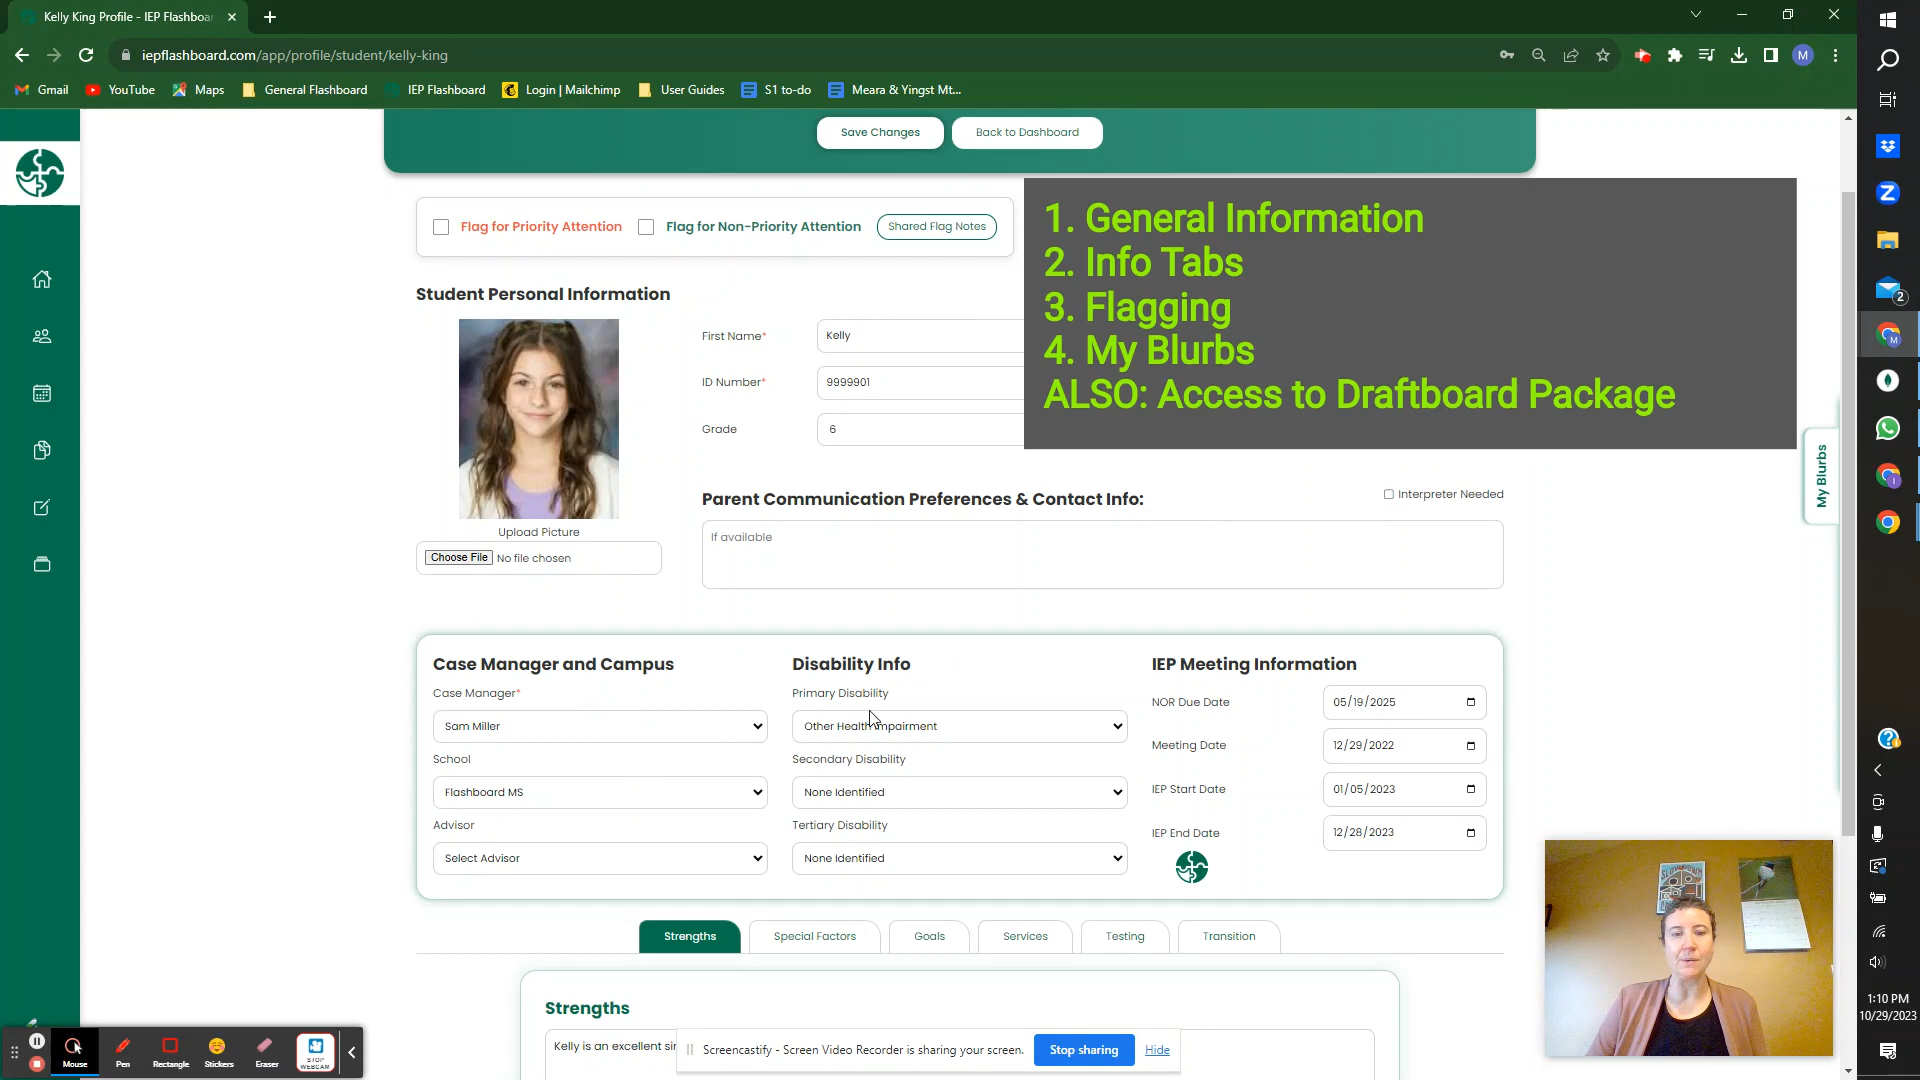 Kelly King Profile - IEP Flashboar
iepflashboard.com/app/profile/student/kelly-king
Gmail
YouTube
Maps
General Flashboard
IEP Flashboard
Login | Mailchimp
User Guides
S1 to-do
Meara & Yingst Mt...
Save Changes
Back to Dashboard
Flag for Priority Attention
Flag for Non-Priority Attention
Shared Flag Notes
1. General Information
2. Info Tabs
3. Flagging
4. My Blurbs
ALSO: Access to Draftboard Package
Student Personal Information
First Name*
Kelly
ID Number*
9999901
Grade
6
Upload Picture
Choose File No file chosen
Parent Communication Preferences & Contact Info:
Interpreter Needed
If available
My Blurbs
Case Manager and Campus
Case Manager*
Sam Miller
School
Flashboard MS
Advisor
Select Advisor
Disability Info
Primary Disability
Other Health Impairment
Secondary Disability
None Identified
Tertiary Disability
None Identified
IEP Meeting Information
NOR Due Date
05/19/2025
Meeting Date
12/29/2022
IEP Start Date
01/05/2023
IEP End Date
12/28/2023
Strengths
Special Factors
Goals
Services
Testing
Transition
Strengths
Kelly is an excellent
Screencastify - Screen Video Recorder is sharing your screen.
Stop sharing
Hide
Mouse
Pen
Rectangle
Stickers
Eraser
STOP
WEBCAM
M
2
1:10 PM
10/29/2023